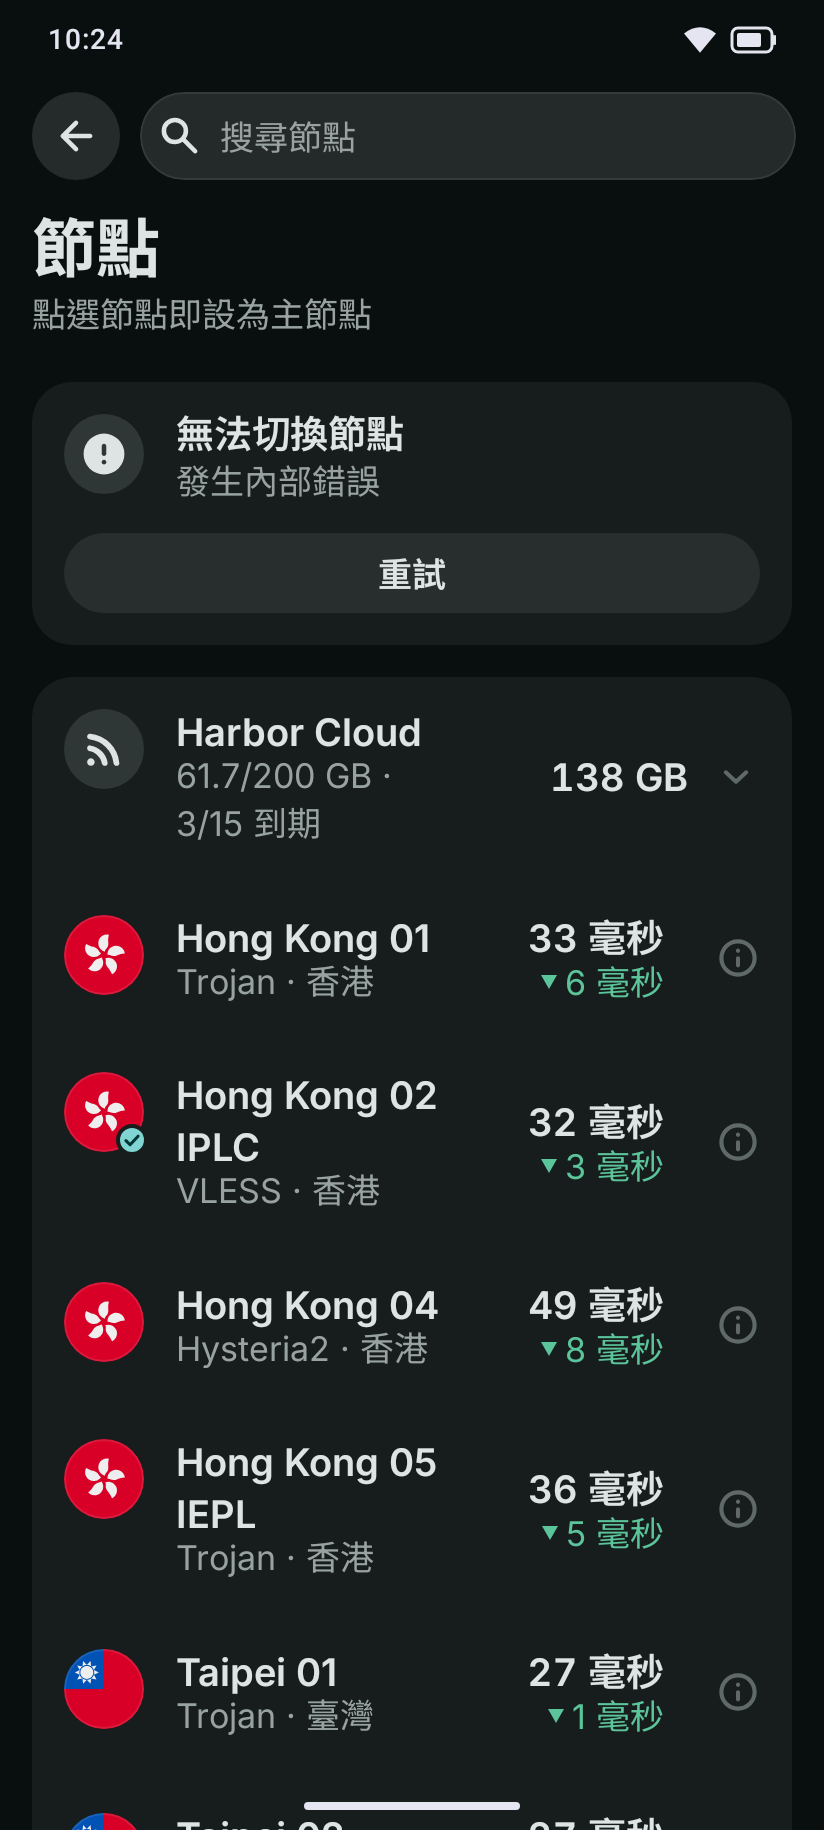 10:24
搜尋節點
節點
點選節點即設為主節點
無法切換節點
發生內部錯誤
重試
Harbor Cloud
61.7/200 GB ·
3/15 到期
138 GB
Hong Kong 01
Trojan · 香港
33 毫秒
▼6 毫秒
Hong Kong 02
IPLC
VLESS · 香港
32 毫秒
▼3 毫秒
Hong Kong 04
Hysteria2 · 香港
49 毫秒
▼8 毫秒
Hong Kong 05
IEPL
Trojan · 香港
36 毫秒
▼5 毫秒
Taipei 01
Trojan · 臺灣
27 毫秒
▼1 毫秒